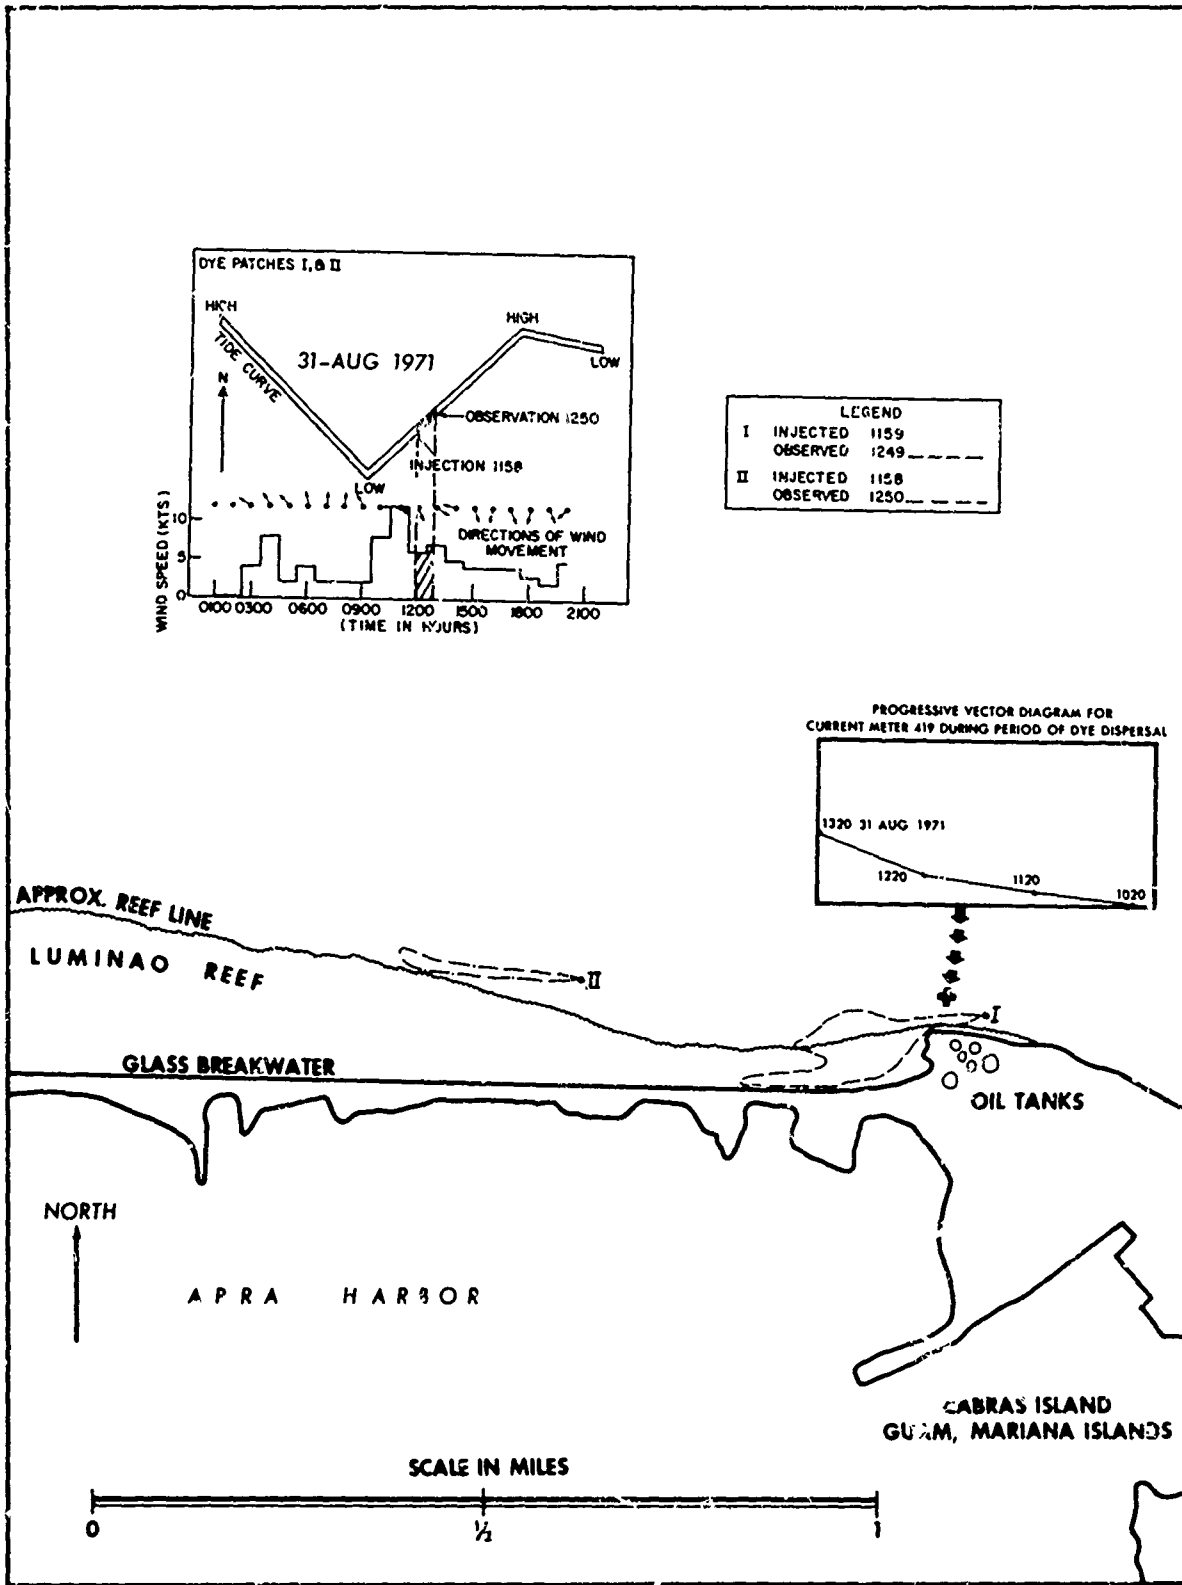 DYE PATCHES I, & II
HIGH
TIDE CURVE
N
31-AUG 1971
HIGH
LOW
OBSERVATION 1250
INJECTION 1158
LOW
DIRECTIONS OF WIND
MOVEMENT
WIND SPEED (KTS)
10
5
0
0100 0300 0600 0900 1200 1500 1800 2100
(TIME IN HOURS)
LEGEND
I INJECTED 1159
OBSERVED 1249
II INJECTED 1158
OBSERVED 1250
PROGRESSIVE VECTOR DIAGRAM FOR
CURRENT METER 419 DURING PERIOD OF DYE DISPERSAL
1320 31 AUG 1971
1220
1120
1020
APPROX. REEF LINE
LUMINAO REEF
II
I
GLASS BREAKWATER
OIL TANKS
NORTH
APRA HARBOR
CABRAS ISLAND
GUAM, MARIANA ISLANDS
SCALE IN MILES
0
½
1